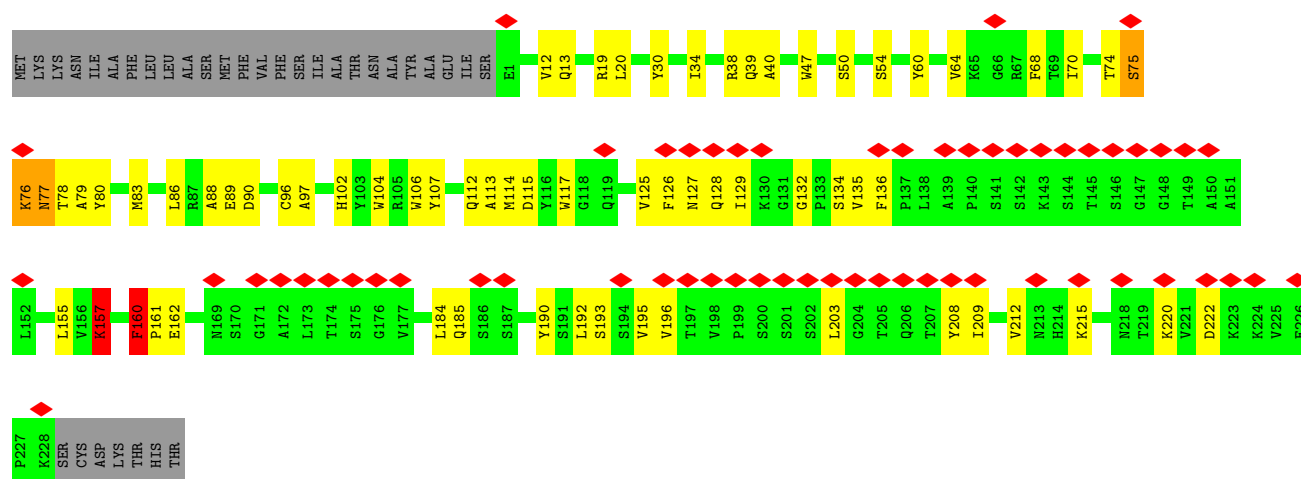 MET LYS LYS ASN ILE ALA PHE LEU LEU ALA SER MET PHE VAL PHE SER ILE ALA THR ASN ALA TYR ALA GLU ILE SER E1 V12 Q13 R19 L20 Y30 I34 R38 Q39 A40 W47 S50 S54 Y60 V64 K65 G66 R67 F68 T69 I70 T74 S75
K76 N77 T78 A79 Y80 M83 L86 R87 A88 E89 D90 C96 A97 H102 Y103 W104 R105 W106 Y107 Q112 A113 M114 D115 Y116 W117 G118 Q119 V125 F126 N127 Q128 I129 K130 G131 G132 P133 S134 V135 F136 P137 L138 A139 P140 S141 S142 K143 S144 T145 S146 G147 G148 T149 A150 A151
L152 L155 V156 K157 F160 P161 E162 N169 S170 G171 A172 L173 T174 S175 G176 V177 L184 Q185 S186 S187 Y190 S191 L192 S193 S194 V195 V196 T197 V198 P199 S200 S201 S202 L203 G204 T205 Q206 T207 Y208 I209 V212 N213 H214 K215 N218 T219 K220 V221 D222 K223 K224 V225 E226
P227 K228 SER CYS ASP LYS THR HIS THR